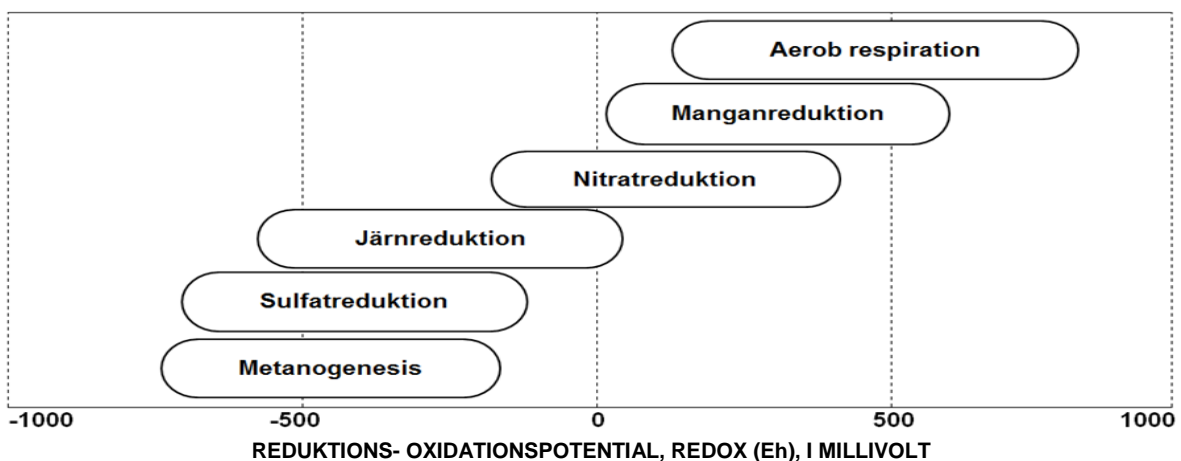 Aerob respiration
Manganreduktion
Nitratreduktion
Järnreduktion
Sulfatreduktion
Metanogenesis
-1000 -500 0 500 1000
REDUKTIONS- OXIDATIONSPOTENTIAL, REDOX (Eh), I MILLIVOLT